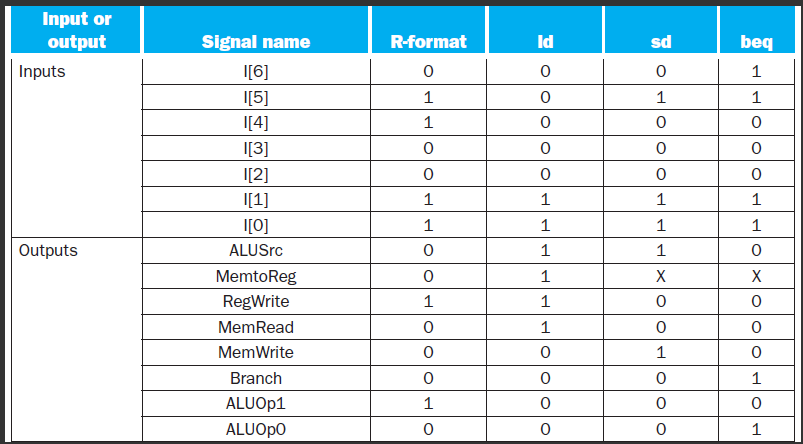 Input or output Signal name R-format ld sd beq
Inputs I[6] 0 0 0 1
I[5] 1 0 1 1
I[4] 1 0 0 0
I[3] 0 0 0 0
I[2] 0 0 0 0
I[1] 1 1 1 1
I[0] 1 1 1 1
Outputs ALUSrc 0 1 1 0
MemtoReg 0 1 X X
RegWrite 1 1 0 0
MemRead 0 1 0 0
MemWrite 0 0 1 0
Branch 0 0 0 1
ALUOp1 1 0 0 0
ALUOp0 0 0 0 1